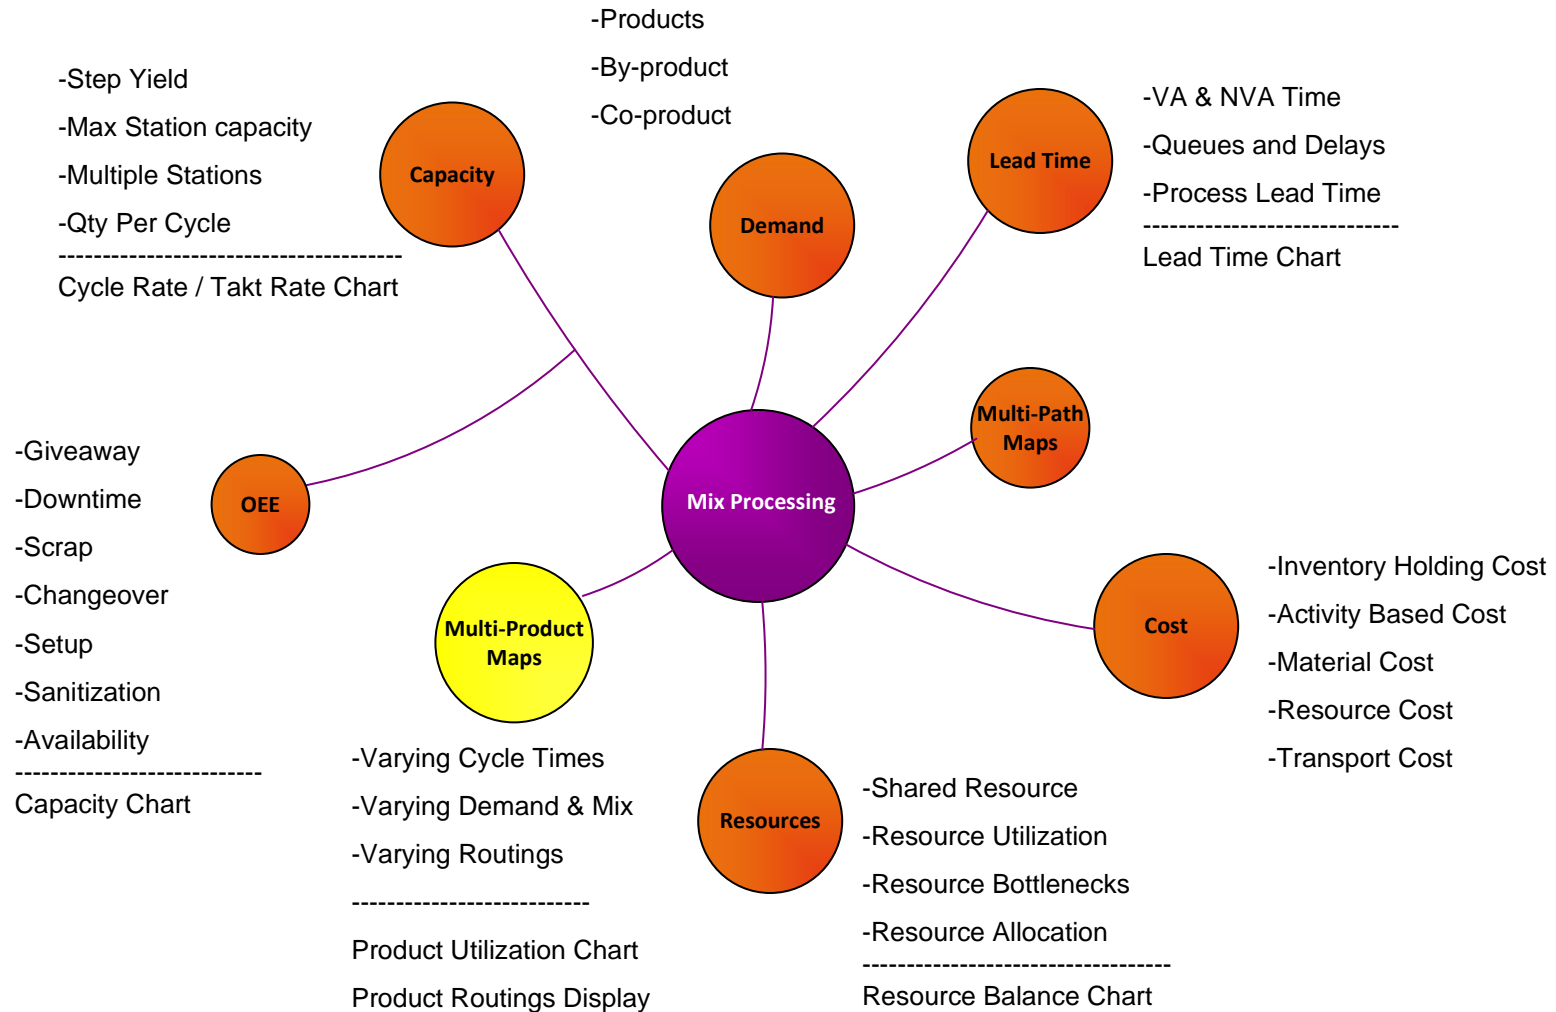 -Products
-By-product
-Co-product
-Step Yield
-Max Station capacity
-Multiple Stations
-Qty Per Cycle
---------------------------------------
Cycle Rate / Takt Rate Chart
Capacity
Demand
Lead Time
-VA & NVA Time
-Queues and Delays
-Process Lead Time
-----------------------------
Lead Time Chart
Multi-Path
Maps
Mix Processing
-Giveaway
-Downtime
-Scrap
-Changeover
-Setup
-Sanitization
-Availability
----------------------------
Capacity Chart
OEE
Multi-Product
Maps
-Varying Cycle Times
-Varying Demand & Mix
-Varying Routings
---------------------------
Product Utilization Chart
Product Routings Display
Resources
-Shared Resource
-Resource Utilization
-Resource Bottlenecks
-Resource Allocation
-----------------------------------
Resource Balance Chart
Cost
-Inventory Holding Cost
-Activity Based Cost
-Material Cost
-Resource Cost
-Transport Cost